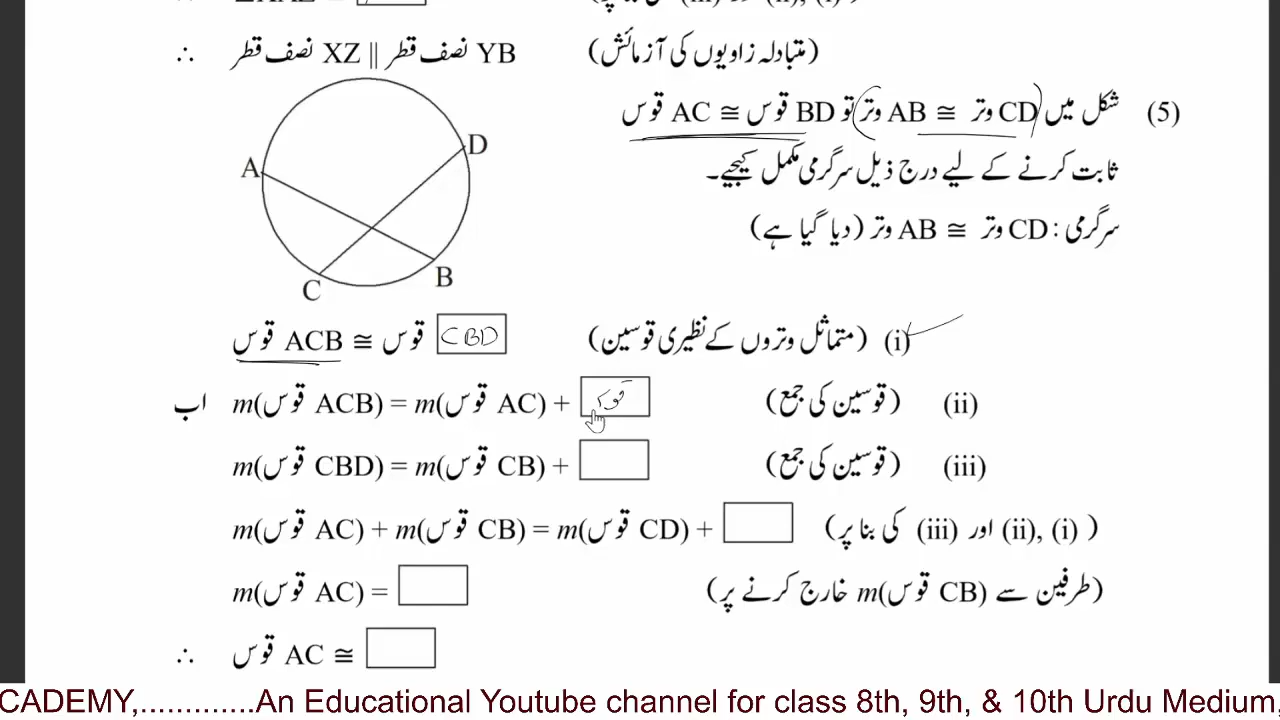 ∴ نصف قطر XZ || نصف قطر YB (متبادلہ زاویوں کی آزمائش)
(5) شکل میں وتر AB ≅ وتر CD تو قوس AC ≅ قوس BD
ثابت کرنے کے لیے درج ذیل سرگرمی مکمل کیجیے۔
سرگرمی : وتر AB ≅ وتر CD (دیا گیا ہے)
A
D
C
B
قوس ACB ≅ قوس CBD (متماثل وتروں کے نظیری قوسین) (i)
اب m(قوس ACB) = m(قوس AC) + (قوسین کی جمع) (ii)
m(قوس CBD) = m(قوس CB) + (قوسین کی جمع) (iii)
m(قوس AC) + m(قوس CB) = m(قوس CD) + ( (i) ,(ii) اور (iii) کی بنا پر)
m(قوس AC) = (طرفین سے m(قوس CB) خارج کرنے پر)
∴ قوس AC ≅
CADEMY,.............An Educational Youtube channel for class 8th, 9th, & 10th Urdu Medium,